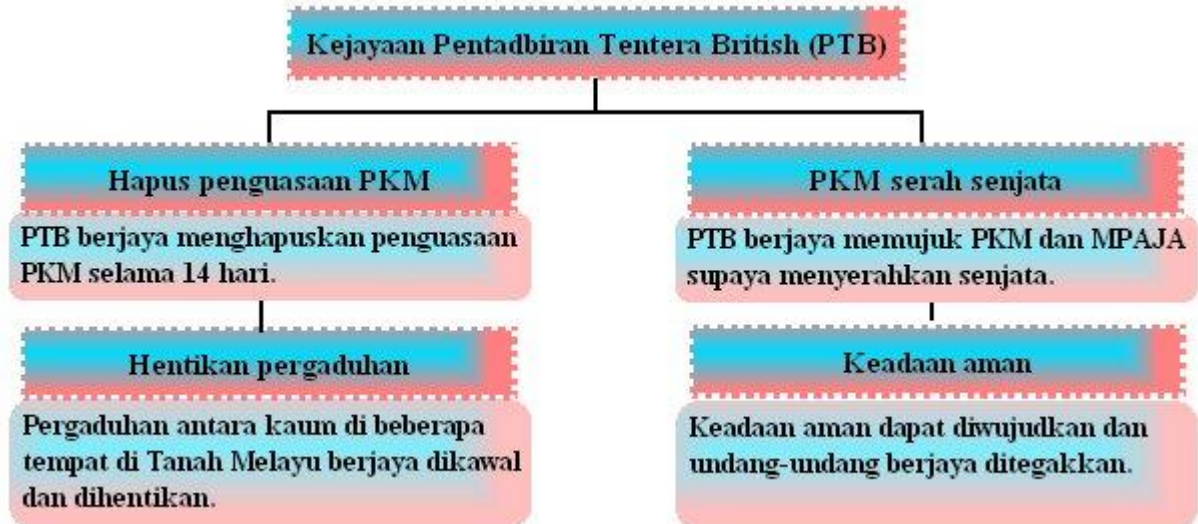 Kejayaan Pentadbiran Tentera British (PTB)
Hapus penguasaan PKM
PTB berjaya menghapuskan penguasaan
PKM selama 14 hari.
Hentikan pergaduhan
Pergaduhan antara kaum di beberapa
tempat di Tanah Melayu berjaya dikawal
dan dihentikan.
PKM serah senjata
PTB berjaya memujuk PKM dan MPAJA
supaya menyerahkan senjata.
Keadaan aman
Keadaan aman dapat diwujudkan dan
undang-undang berjaya ditegakkan.